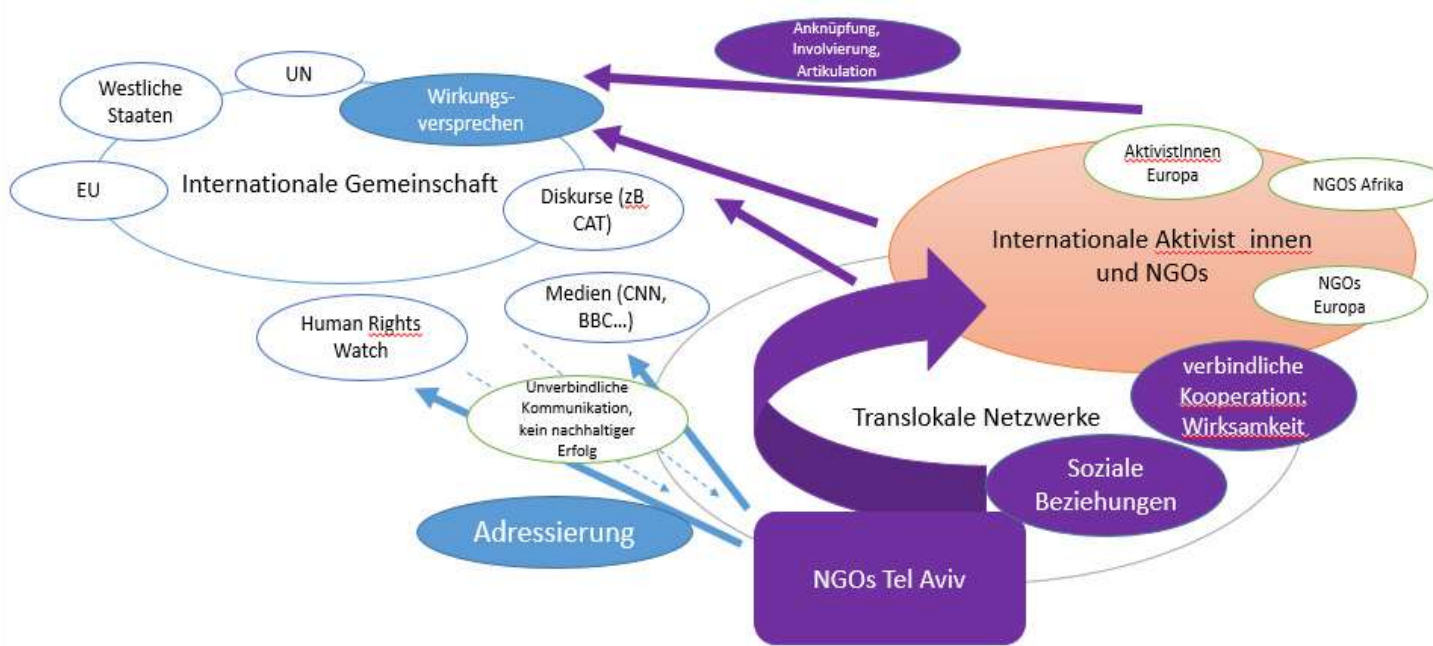 Anknüpfung,
Involvierung,
Artikulation
UN
Westliche
Staaten
Wirkungs-
versprechen
EU
Internationale Gemeinschaft
Diskurse (zB
CAT)
AktivistInnen
Europa
NGOS Afrika
Internationale Aktivist_innen
und NGOs
NGOs
Europa
Medien (CNN,
BBC...)
Human Rights
Watch
Unverbindliche
Kommunikation,
kein nachhaltiger
Erfolg
verbindliche
Kooperation:
Wirksamkeit
Translokale Netzwerke
Soziale
Beziehungen
Adressierung
NGOs Tel Aviv